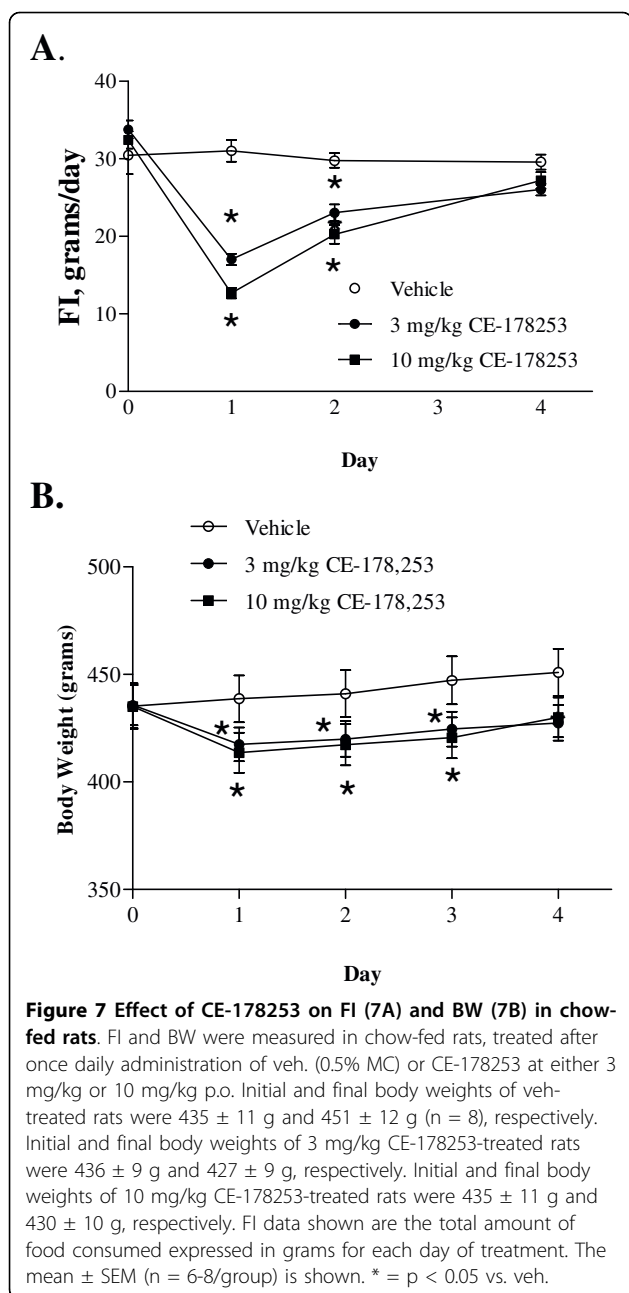 A.
40
30
20
10
0
FI, grams/day
*
*
*
*
*
Vehicle
3 mg/kg CE-178253
10 mg/kg CE-178253
0 1 2 3 4
Day
B.
Vehicle
3 mg/kg CE-178,253
10 mg/kg CE-178,253
500
450
400
350
Body Weight (grams)
* * *
* * *
0 1 2 3 4
Day
Figure 7 Effect of CE-178253 on FI (7A) and BW (7B) in chow-
fed rats. FI and BW were measured in chow-fed rats, treated after
once daily administration of veh. (0.5% MC) or CE-178253 at either 3
mg/kg or 10 mg/kg p.o. Initial and final body weights of veh-
treated rats were 435 ± 11 g and 451 ± 12 g (n = 8), respectively.
Initial and final body weights of 3 mg/kg CE-178253-treated rats
were 436 ± 9 g and 427 ± 9 g, respectively. Initial and final body
weights of 10 mg/kg CE-178253-treated rats were 435 ± 11 g and
430 ± 10 g, respectively. FI data shown are the total amount of
food consumed expressed in grams for each day of treatment. The
mean ± SEM (n = 6-8/group) is shown. * = p < 0.05 vs. veh.